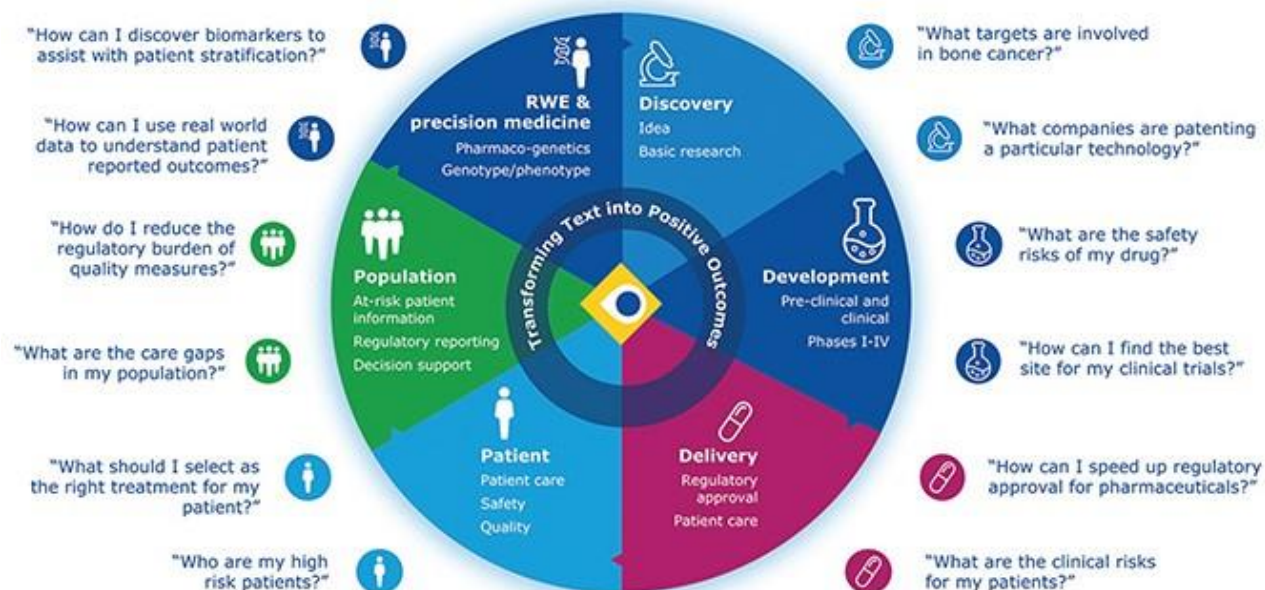 "How can I discover biomarkers to
assist with patient stratification?"
"How can I use real world
data to understand patient
reported outcomes?"
"How do I reduce the
regulatory burden of
quality measures?"
"What are the care gaps
in my population?"
"What should I select as
the right treatment for my
patient?"
"Who are my high
risk patients?"
RWE &
precision medicine
Pharmaco-genetics
Genotype/phenotype
Discovery
Idea
Basic research
Population
At-risk patient
information
Regulatory reporting
Decision support
Transforming Text into Positive Outcomes
Development
Pre-clinical and
clinical
Phases I-IV
Patient
Patient care
Safety
Quality
Delivery
Regulatory
approval
Patient care
"What targets are involved
in bone cancer?"
"What companies are patenting
a particular technology?"
"What are the safety
risks of my drug?"
"How can I find the best
site for my clinical trials?"
"How can I speed up regulatory
approval for pharmaceuticals?"
"What are the clinical risks
for my patients?"